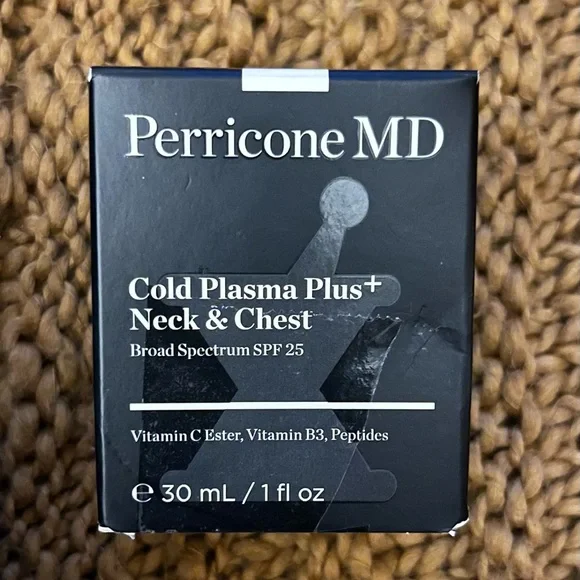 Perricone MD
Cold Plasma Plus+
Neck & Chest
Broad Spectrum SPF 25
Vitamin C Ester, Vitamin B3, Peptides
℮ 30 mL / 1 fl oz